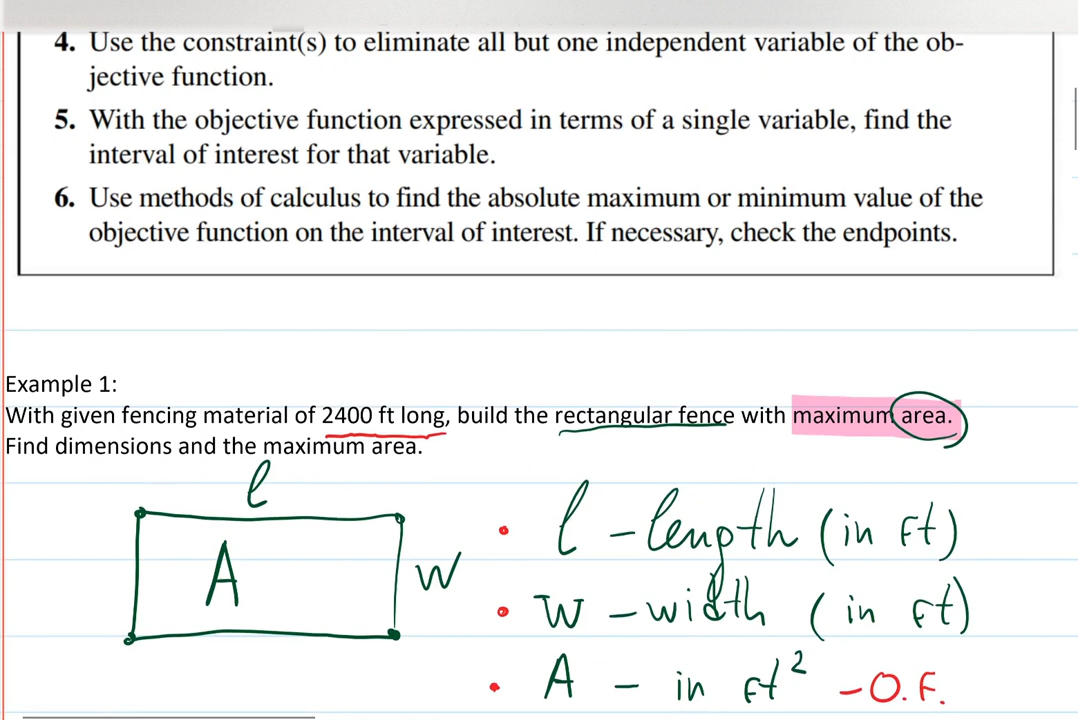 4. Use the constraint(s) to eliminate all but one independent variable of the ob-
jective function.
5. With the objective function expressed in terms of a single variable, find the
interval of interest for that variable.
6. Use methods of calculus to find the absolute maximum or minimum value of the
objective function on the interval of interest. If necessary, check the endpoints.
Example 1:
With given fencing material of 2400 ft long, build the rectangular fence with maximum area.
Find dimensions and the maximum area.
l
A
W
• l - length (in ft)
• W - width (in ft)
• A - in ft² - O.F.